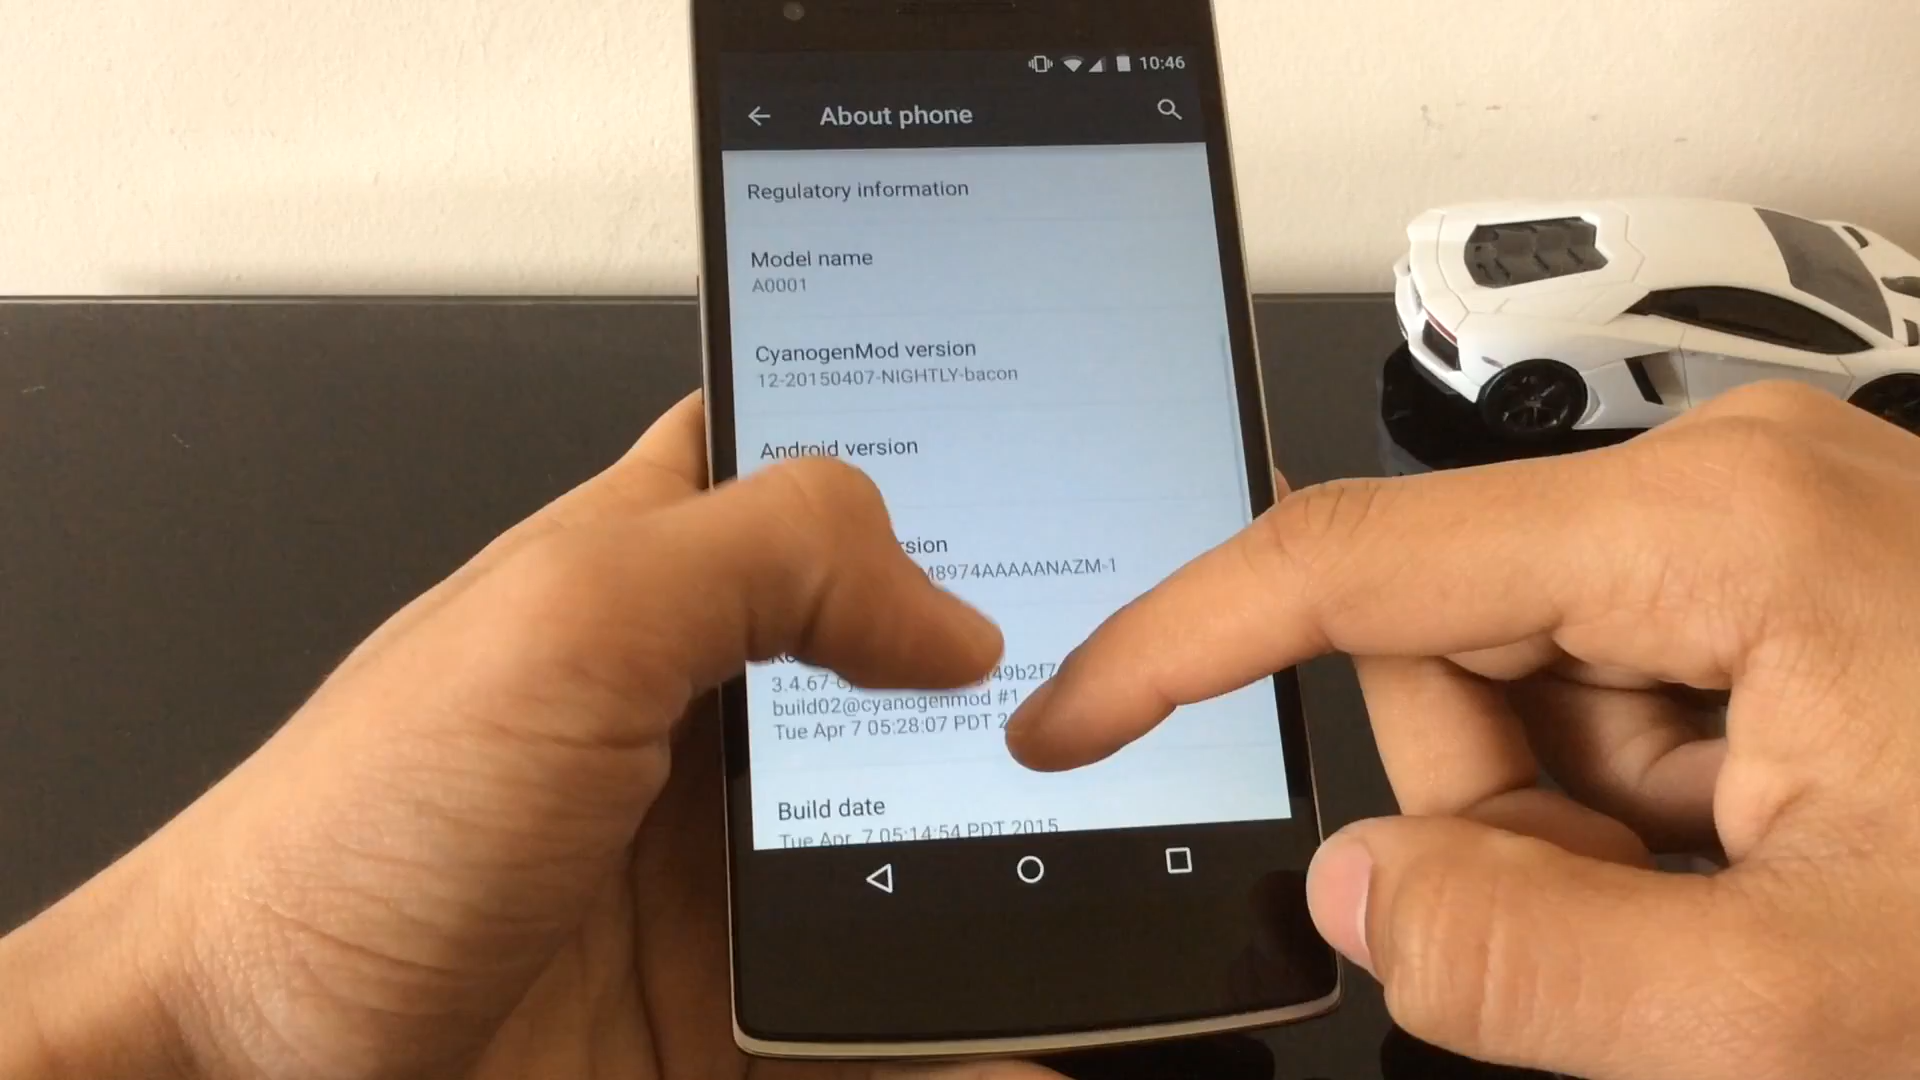 10:46
About phone
Regulatory information
Model name
A0001
CyanogenMod version
12-20150407-NIGHTLY-bacon
Android version
rsion
M8974AAAAANAZM-1
3.4.67-
49b2f7
build02@cyanogenmod #1
Tue Apr 7 05:28:07 PDT 2
Build date
Tue Apr 7 05:14:54 PDT 2015